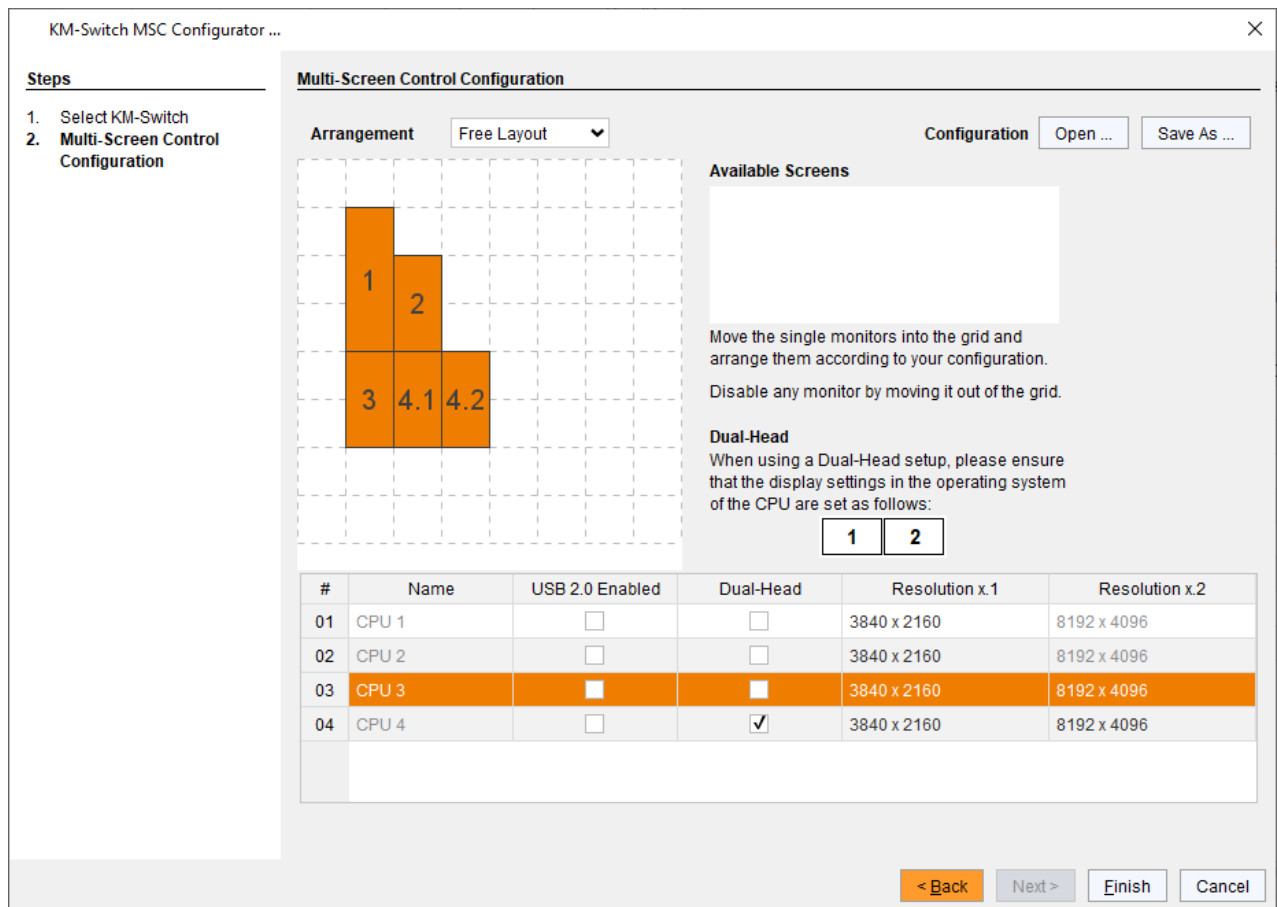 KM-Switch MSC Configurator ...
Steps
1. Select KM-Switch
2. Multi-Screen Control
Configuration
Multi-Screen Control Configuration
Arrangement Free Layout Configuration Open ... Save As ...
Available Screens
1
2
3 4.1 4.2
Move the single monitors into the grid and
arrange them according to your configuration.
Disable any monitor by moving it out of the grid.
Dual-Head
When using a Dual-Head setup, please ensure
that the display settings in the operating system
of the CPU are set as follows:
1 2
# Name USB 2.0 Enabled Dual-Head Resolution x.1 Resolution x.2
01 CPU 1 3840 x 2160 8192 x 4096
02 CPU 2 3840 x 2160 8192 x 4096
03 CPU 3 3840 x 2160 8192 x 4096
04 CPU 4 3840 x 2160 8192 x 4096
< Back Next > Finish Cancel